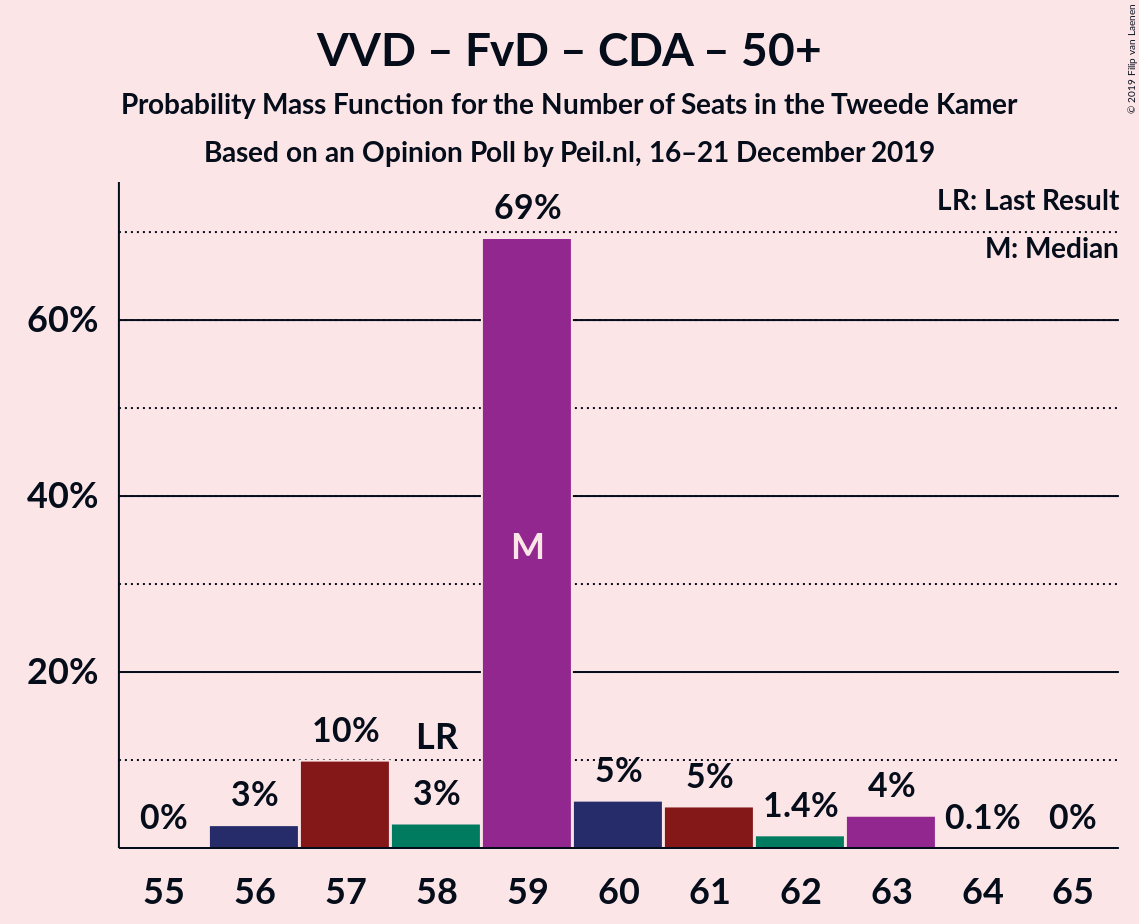 VVD – FvD – CDA – 50+
Probability Mass Function for the Number of Seats in the Tweede Kamer
Based on an Opinion Poll by Peil.nl, 16–21 December 2019
© 2019 Filip van Laenen
LR: Last Result
M: Median
60%
40%
20%
0%
3%
10%
LR
3%
69%
M
5%
5%
1.4%
4%
0.1%
0%
55 56 57 58 59 60 61 62 63 64 65